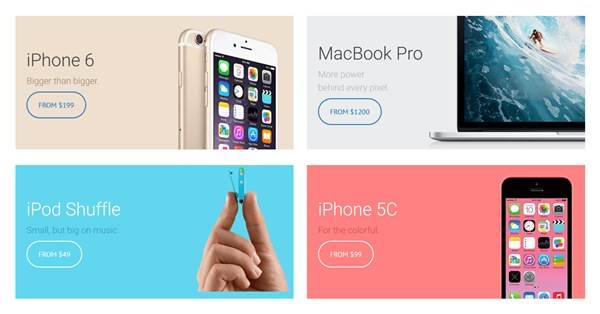 iPhone 6
Bigger than bigger.
FROM $199
MacBook Pro
More power
behind every pixel.
FROM $1200
iPod Shuffle
Small, but big on music.
FROM $49
iPhone 5C
For the colorful.
FROM $99